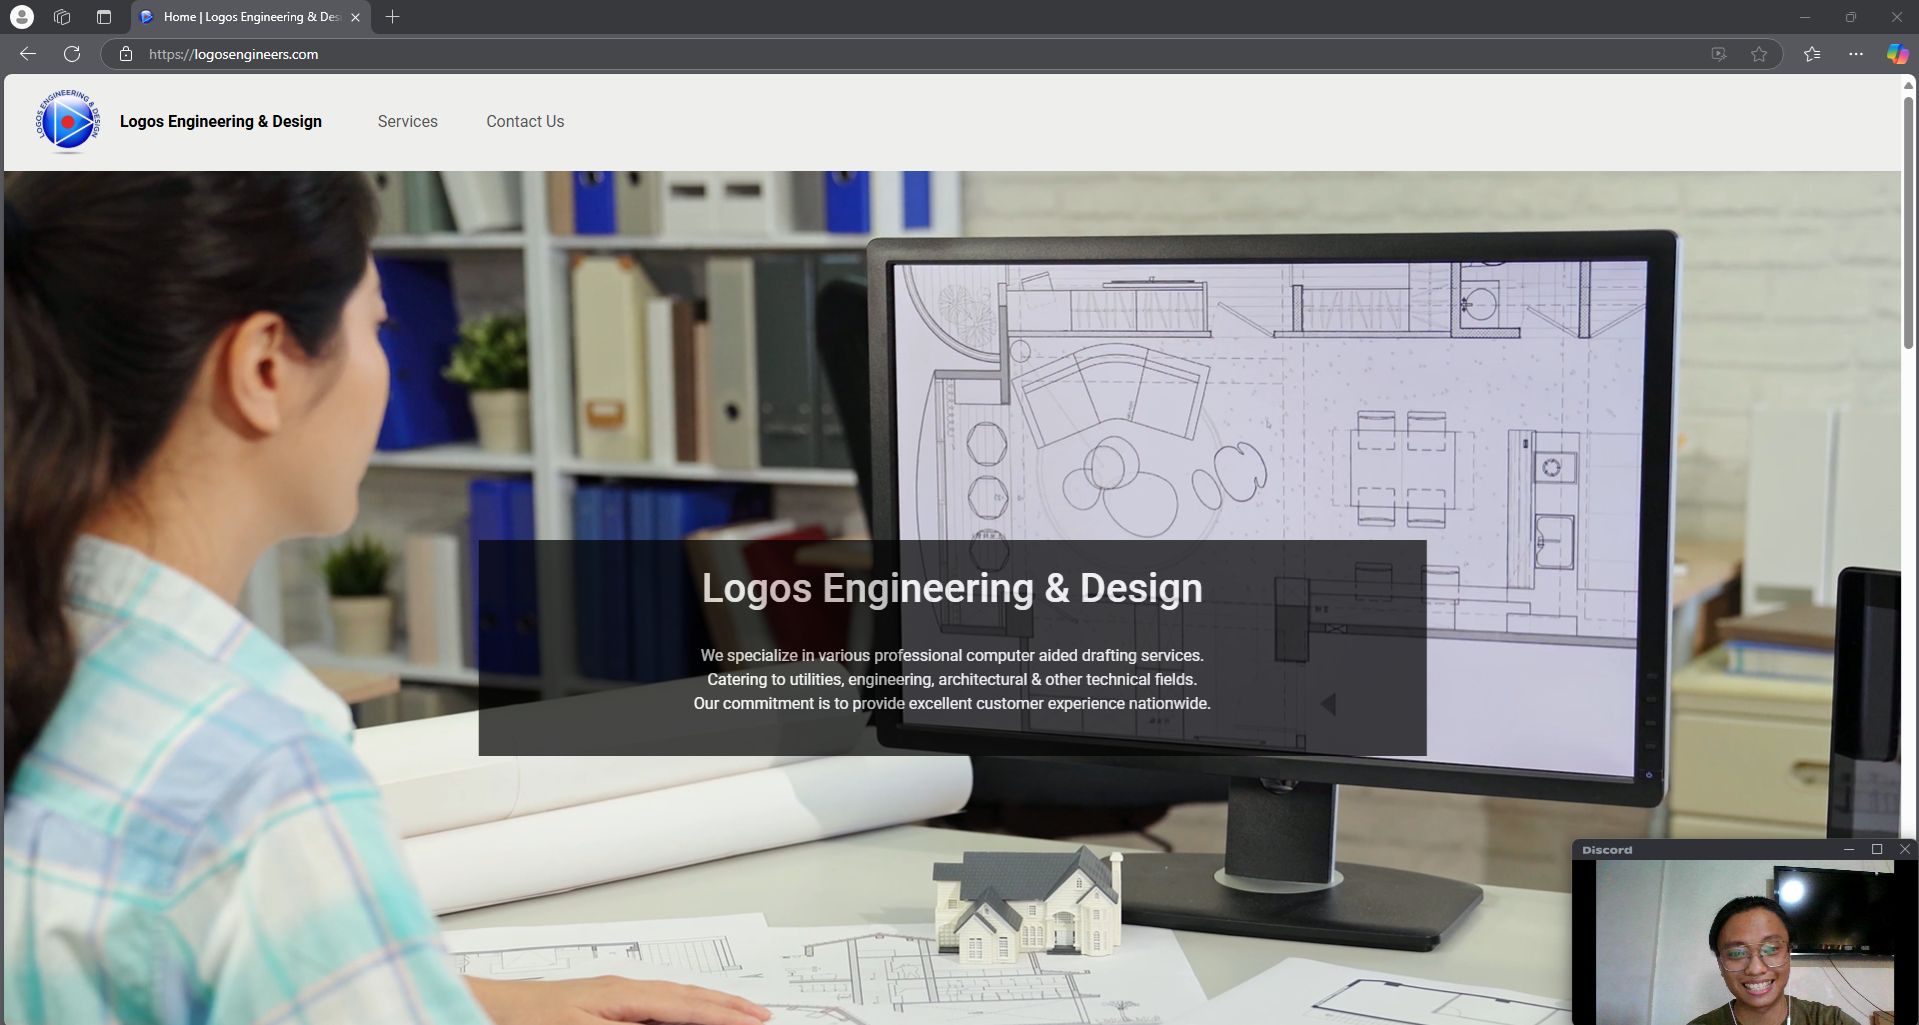 Home | Logos Engineering & Des
https://logosengineers.com
LOGOS ENGINEERING & DESIGN
Logos Engineering & Design
Services
Contact Us
Logos Engineering & Design
We specialize in various professional computer aided drafting services.
Catering to utilities, engineering, architectural & other technical fields.
Our commitment is to provide excellent customer experience nationwide.
Discord